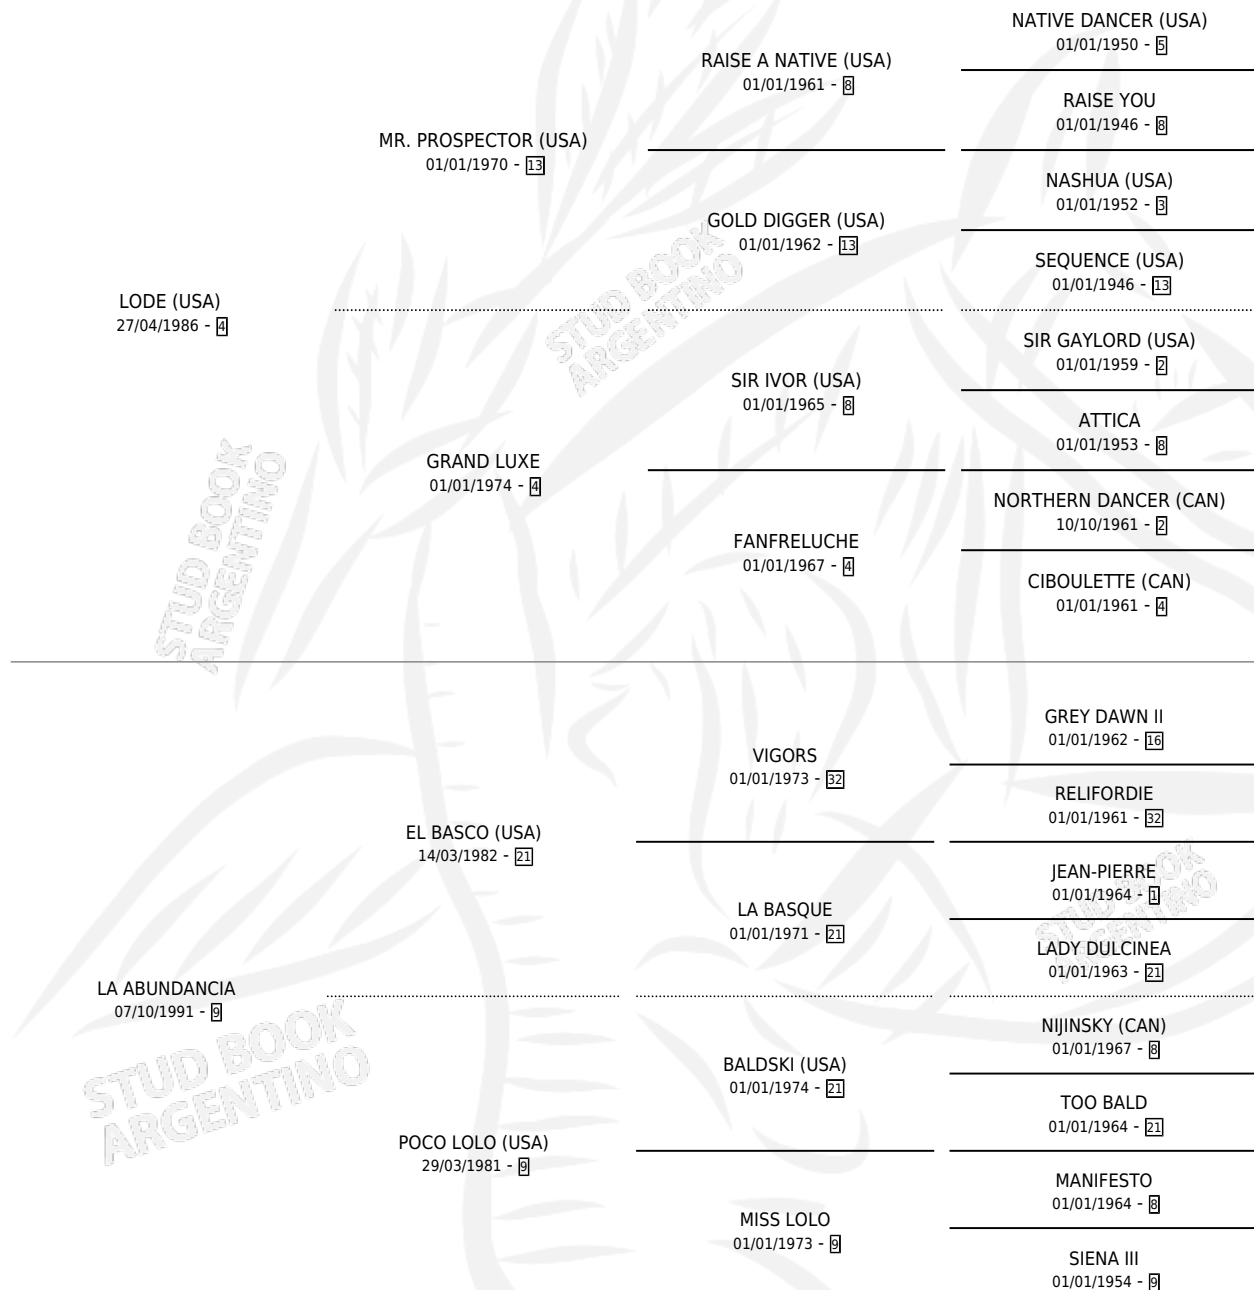 NATIVE DANCER (USA)
01/01/1950 - 5
RAISE A NATIVE (USA)
01/01/1961 - 8
RAISE YOU
01/01/1946 - 8
MR. PROSPECTOR (USA)
01/01/1970 - 13
NASHUA (USA)
01/01/1952 - 3
GOLD DIGGER (USA)
01/01/1962 - 13
SEQUENCE (USA)
01/01/1946 - 13
LODE (USA)
27/04/1986 - 4
SIR GAYLORD (USA)
01/01/1959 - 2
SIR IVOR (USA)
01/01/1965 - 8
ATTICA
01/01/1953 - 8
GRAND LUXE
01/01/1974 - 4
NORTHERN DANCER (CAN)
10/10/1961 - 2
FANFRELUCHE
01/01/1967 - 4
CIBOULETTE (CAN)
01/01/1961 - 4
GREY DAWN II
01/01/1962 - 16
VIGORS
01/01/1973 - 32
RELIFORDIE
01/01/1961 - 32
EL BASCO (USA)
14/03/1982 - 21
JEAN-PIERRE
01/01/1964 - 1
LA BASQUE
01/01/1971 - 21
LADY DULCINEA
01/01/1963 - 21
LA ABUNDANCIA
07/10/1991 - 9
NIJINSKY (CAN)
01/01/1967 - 8
BALDSKI (USA)
01/01/1974 - 21
TOO BALD
01/01/1964 - 21
POCO LOLO (USA)
29/03/1981 - 9
MANIFESTO
01/01/1964 - 8
MISS LOLO
01/01/1973 - 9
SIENA III
01/01/1954 - 9
STUD BOOK
ARGENTINO
STUD BOOK
ARGENTINO
STUD BOOK
ARGENTINO
STUD BOOK
ARGENTINO